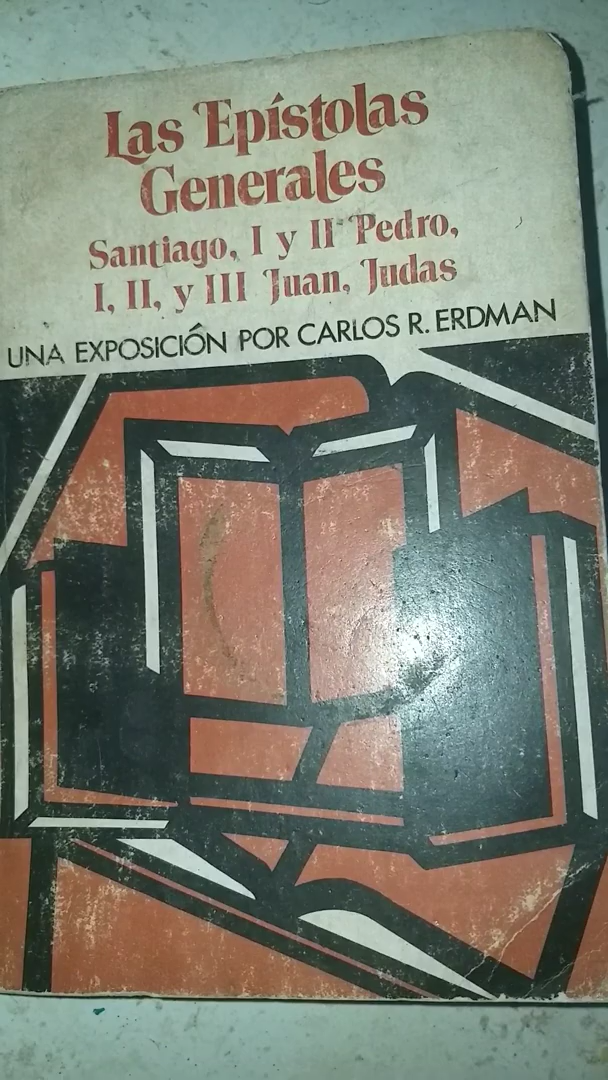 Las Epístolas
Generales
Santiago, I y II Pedro,
I, II, y III Juan, Judas
UNA EXPOSICIÓN POR CARLOS R. ERDMAN